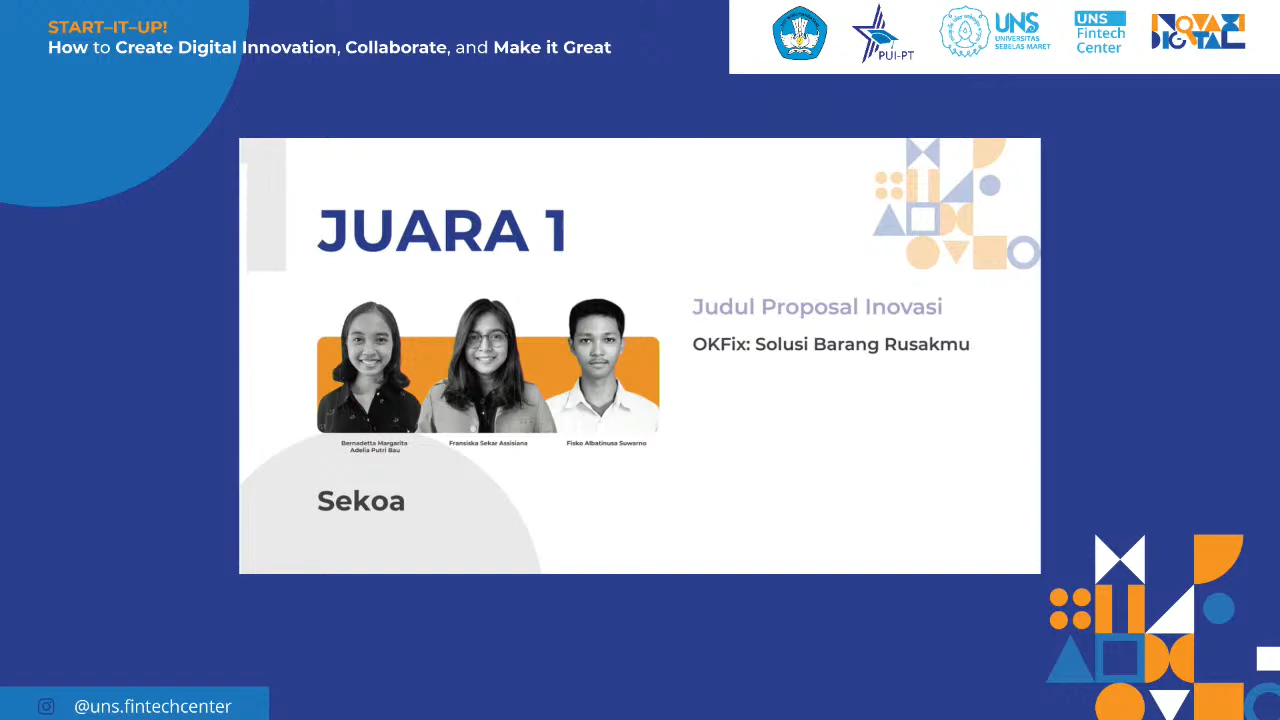 START–IT–UP!
How to Create Digital Innovation, Collaborate, and Make it Great
PUI-PT
UNS
UNIVERSITAS
SEBELAS MARET
UNS
Fintech
Center
INOVASI
DIGITAL
1
JUARA 1
Judul Proposal Inovasi
OKFix: Solusi Barang Rusakmu
Bernadetta Margarita
Adelia Putri Bau
Fransiska Sekar Assisiana
Fisko Albatinusa Suwarno
Sekoa
@uns.fintechcenter